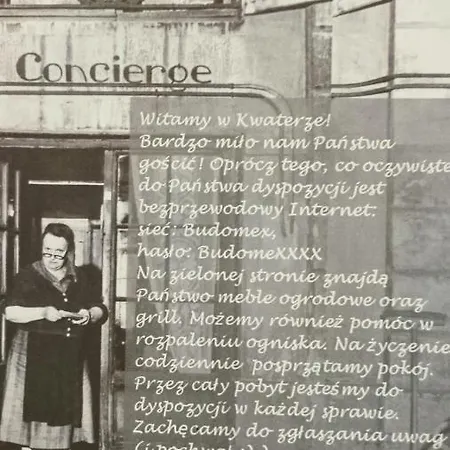 Concierge
Witamy w Kwaterze!
Bardzo miło nam Państwa
gościć! Oprócz tego, co oczywiste
do Państwa dyspozycji jest
bezprzewodowy Internet:
sieć: Budomex,
hasło: BudomeXXXX
Na zielonej stronie znajdą
Państwo meble ogrodowe oraz
grill. Możemy również pomóc w
rozpaleniu ogniska. Na życzenie
codziennie posprzątamy pokój.
Przez cały pobyt jesteśmy do
dyspozycji w każdej sprawie.
Zachęcamy do zgłaszania uwag